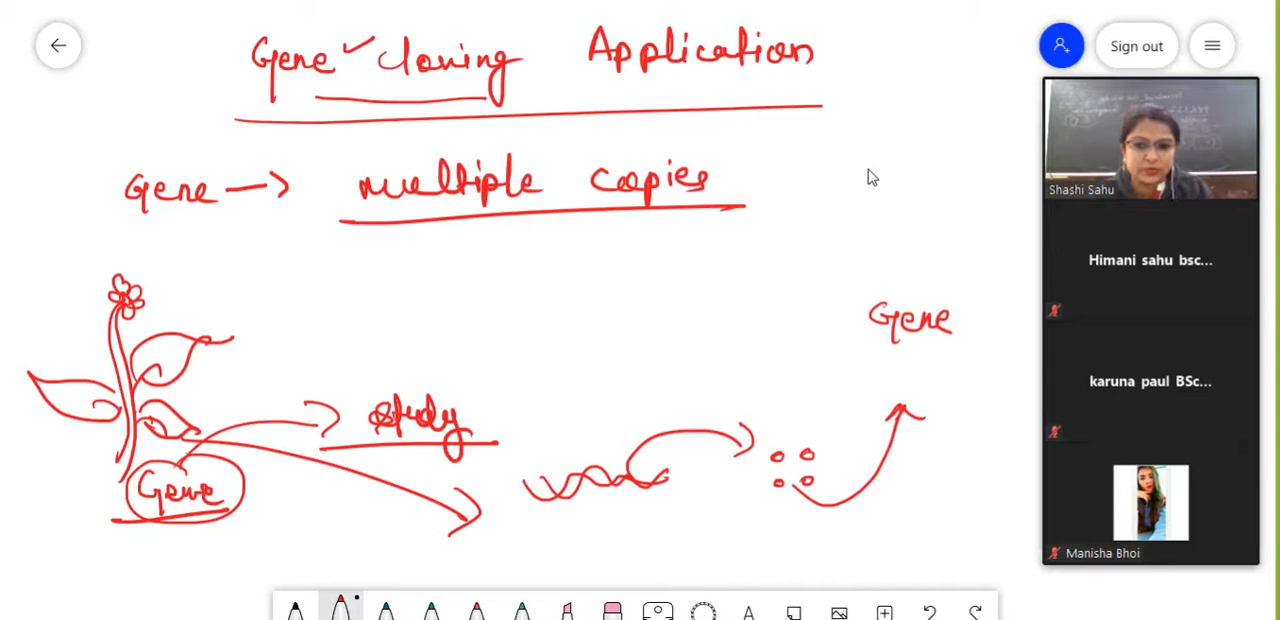 Gene cloning Application
Sign out
Gene → multiple copies
Shashi Sahu
Himani sahu bsc...
Gene
karuna paul BSc...
study
Gene
Manisha Bhoi
A